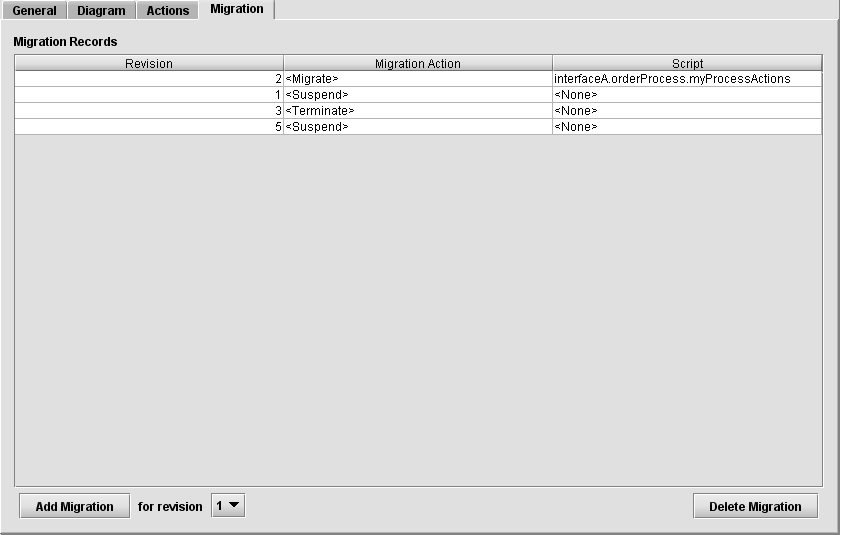 General Diagram Actions Migration
Migration Records
Revision Migration Action Script
2 <Migrate> interfaceA.orderProcess.myProcessActions
1 <Suspend> <None>
3 <Terminate> <None>
5 <Suspend> <None>
Add Migration for revision 1 Delete Migration